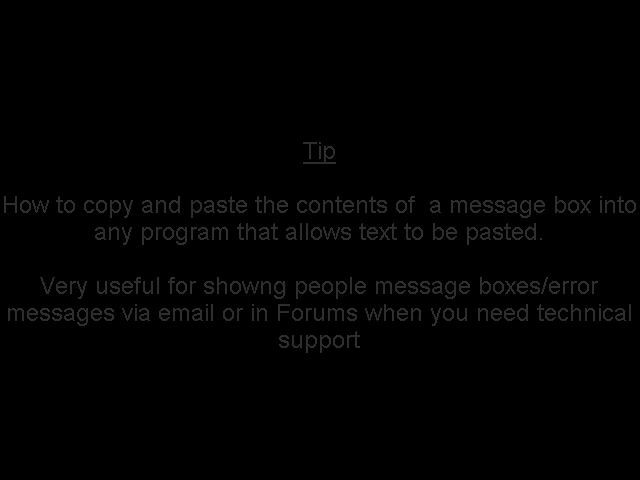 Tip
How to copy and paste the contents of  a message box into
any program that allows text to be pasted.
Very useful for showng people message boxes/error
messages via email or in Forums when you need technical
support